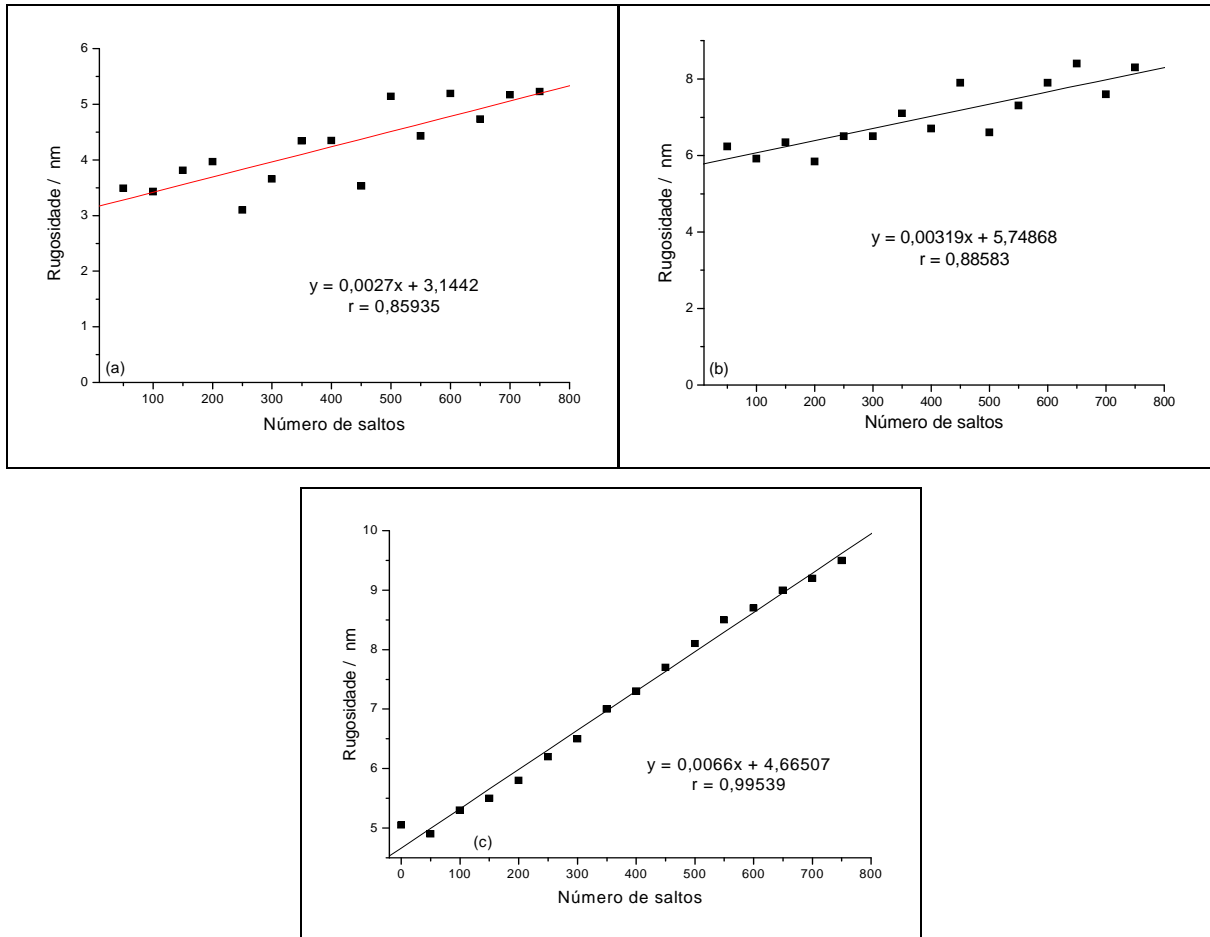 6
5
4
3
2
1
0
Rugosidade / nm
y = 0,0027x + 3,1442
r = 0,85935
(a)
100 200 300 400 500 600 700 800
Número de saltos
8
6
4
2
0
Rugosidade / nm
y = 0,00319x + 5,74868
r = 0,88583
(b)
100 200 300 400 500 600 700 800
Número de saltos
10
9
8
7
6
5
Rugosidade / nm
y = 0,0066x + 4,66507
r = 0,99539
(c)
0 100 200 300 400 500 600 700 800
Número de saltos